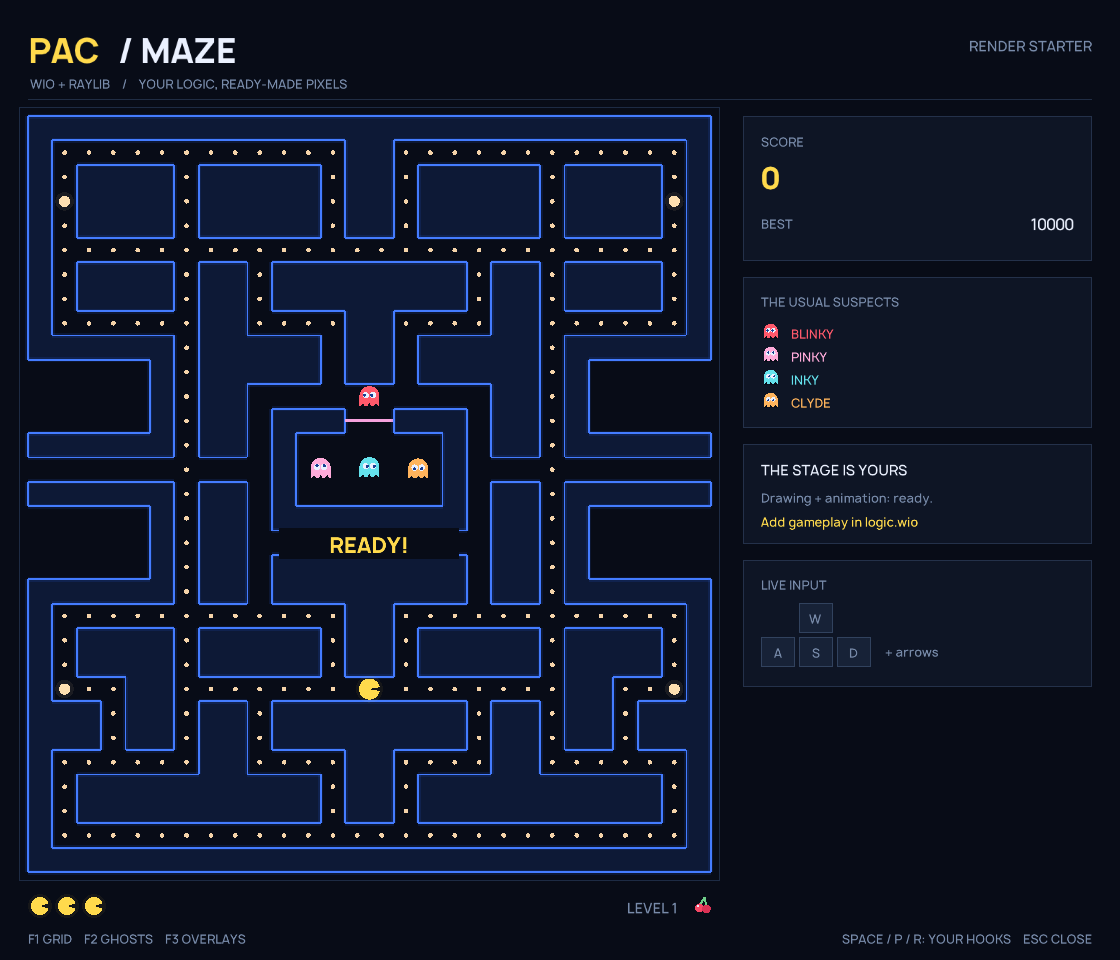 PAC / MAZE
RENDER STARTER
WIO + RAYLIB / YOUR LOGIC, READY-MADE PIXELS
SCORE
0
BEST 10000
THE USUAL SUSPECTS
BLINKY
PINKY
INKY
CLYDE
THE STAGE IS YOURS
Drawing + animation: ready.
Add gameplay in logic.wio
READY!
LIVE INPUT
W
A S D + arrows
LEVEL 1
F1 GRID F2 GHOSTS F3 OVERLAYS
SPACE / P / R: YOUR HOOKS ESC CLOSE